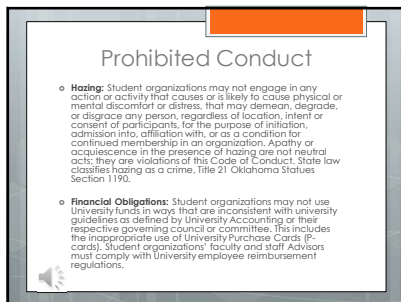 Prohibited Conduct
Hazing: Student organizations may not engage in any
action or activity that causes or is likely to cause physical or
mental discomfort or distress, that may demean, degrade,
or disgrace any person, regardless of location, intent or
consent of participants, for the purpose of initiation,
admission into, affiliation with, or as a condition for
continued membership in an organization. Apathy or
acquiescence in the presence of hazing are not neutral
acts; they are violations of this Code of Conduct. State law
classifies hazing as a crime, Title 21 Oklahoma Statues
Section 1190.
Financial Obligations: Student organizations may not use
University funds in ways that are inconsistent with university
guidelines as defined by University Accounting or their
respective governing council or committee. This includes
the inappropriate use of University Purchase Cards (P-
cards). Student organizations' faculty and staff Advisors
must comply with University employee reimbursement
regulations.